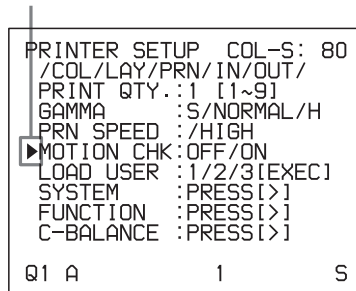 PRINTER SETUP COL-S: 80
/COL/LAY/PRN/IN/OUT/
PRINT QTY.:1 [1~9]
GAMMA :S/NORMAL/H
PRN SPEED :/HIGH
▶MOTION CHK:OFF/ON
LOAD USER :1/2/3[EXEC]
SYSTEM :PRESS[>]
FUNCTION :PRESS[>]
C-BALANCE :PRESS[>]
Q1 A 1 S